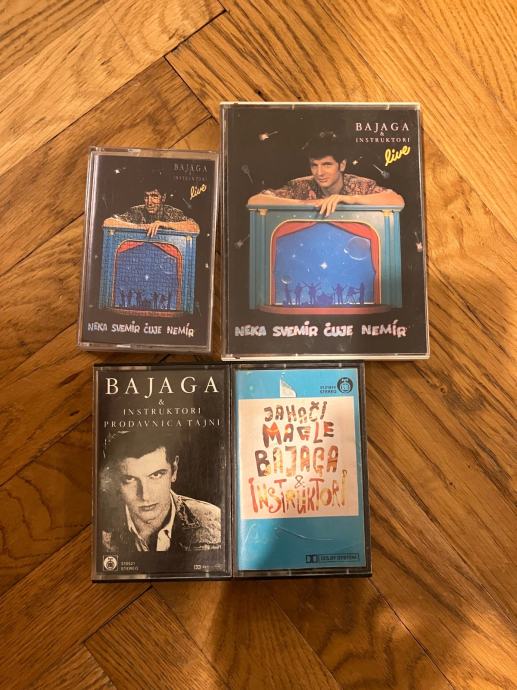 BAJAGA
&
INSTRUKTORI
live
NEKA SVEMIR ČUJE NEMIR
BAJAGA
&
INSTRUKTORI
live
NEKA SVEMIR ČUJE NEMIR
BAJAGA
&
INSTRUKTORI
PRODAVNICA TAJNI
STEREO
STEREO
JAHAČI
MAGLE
BAJAGA
&
INSTRUKTORI
DOLBY SYSTEM